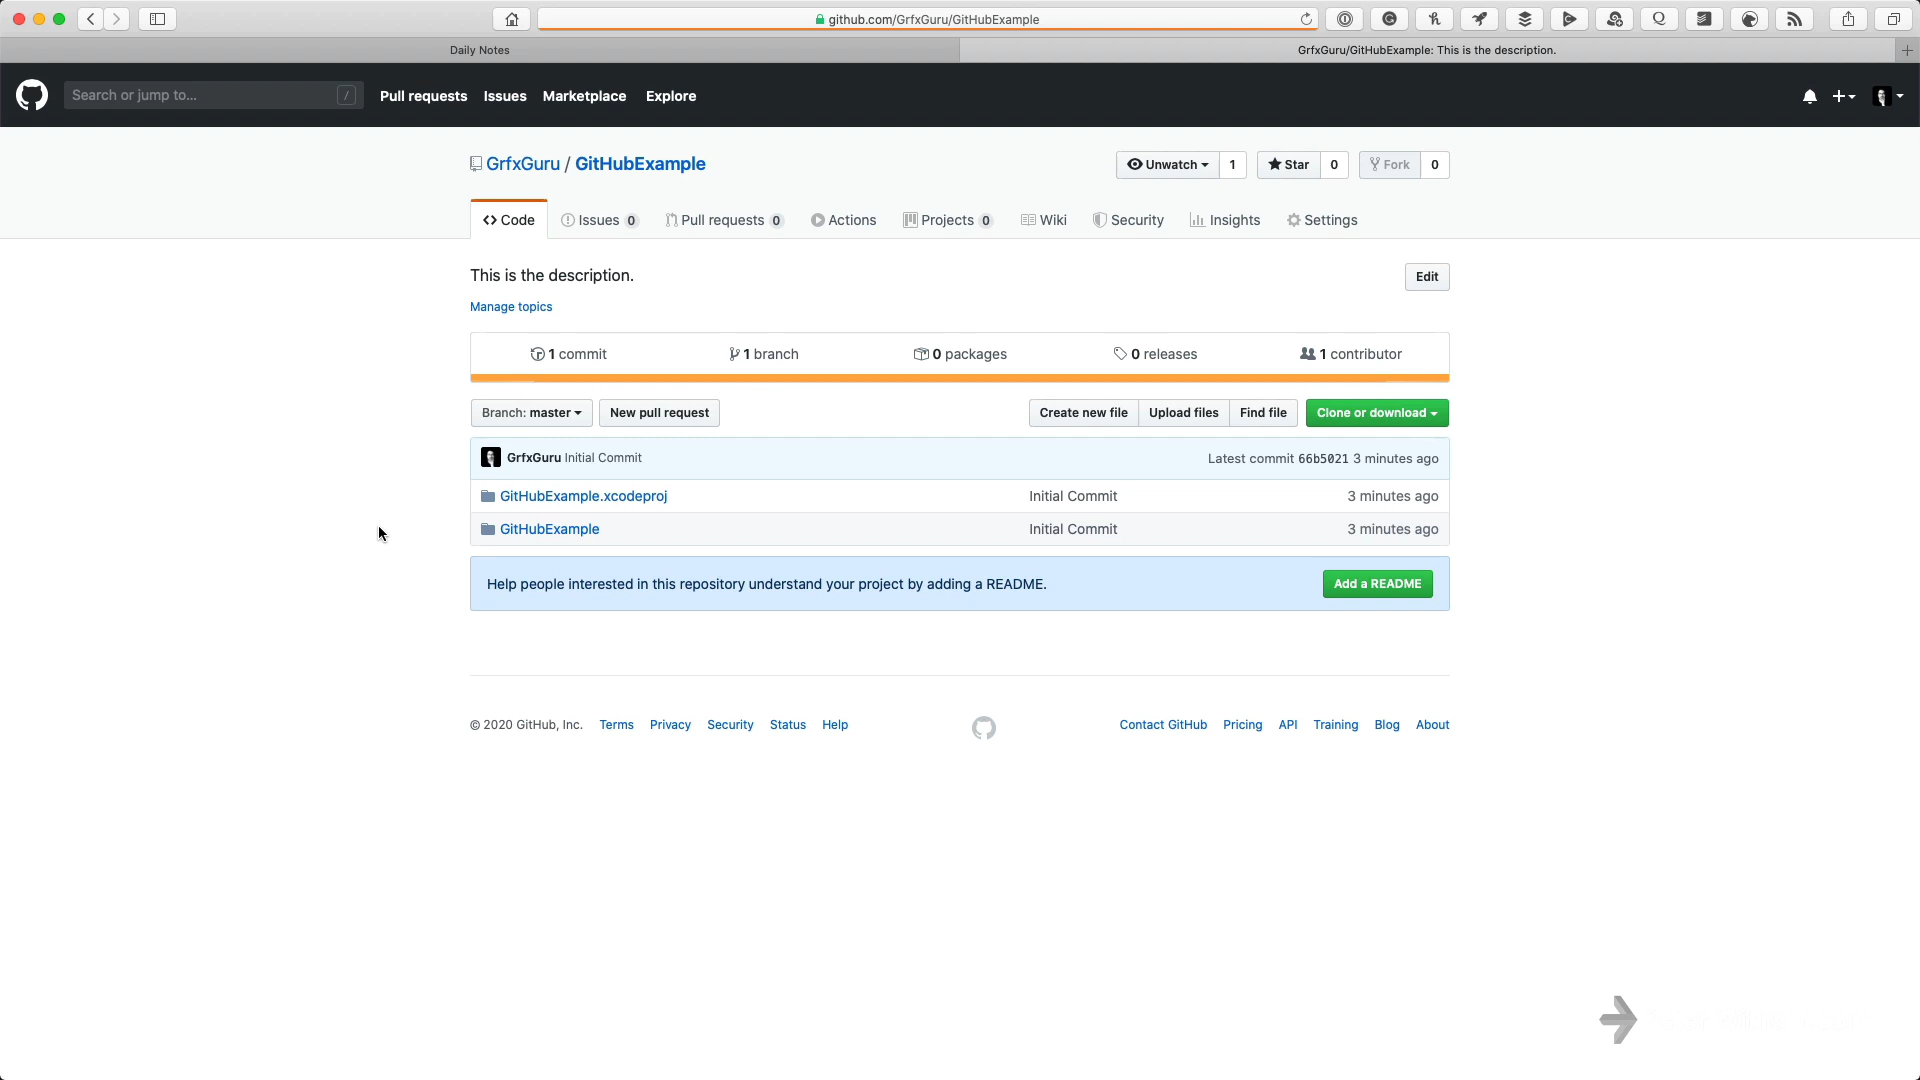 github.com/GrfxGuru/GitHubExample
Daily Notes
GrfxGuru/GitHubExample: This is the description.
Search or jump to... /
Pull requests Issues Marketplace Explore
GrfxGuru / GitHubExample
Unwatch 1 Star 0 Fork 0
Code Issues 0 Pull requests 0 Actions Projects 0 Wiki Security Insights Settings
This is the description.
Edit
Manage topics
1 commit 1 branch 0 packages 0 releases 1 contributor
Branch: master New pull request Create new file Upload files Find file Clone or download
GrfxGuru Initial Commit Latest commit 66b5021 3 minutes ago
GitHubExample.xcodeproj Initial Commit 3 minutes ago
GitHubExample Initial Commit 3 minutes ago
Help people interested in this repository understand your project by adding a README. Add a README
© 2020 GitHub, Inc. Terms Privacy Security Status Help Contact GitHub Pricing API Training Blog About